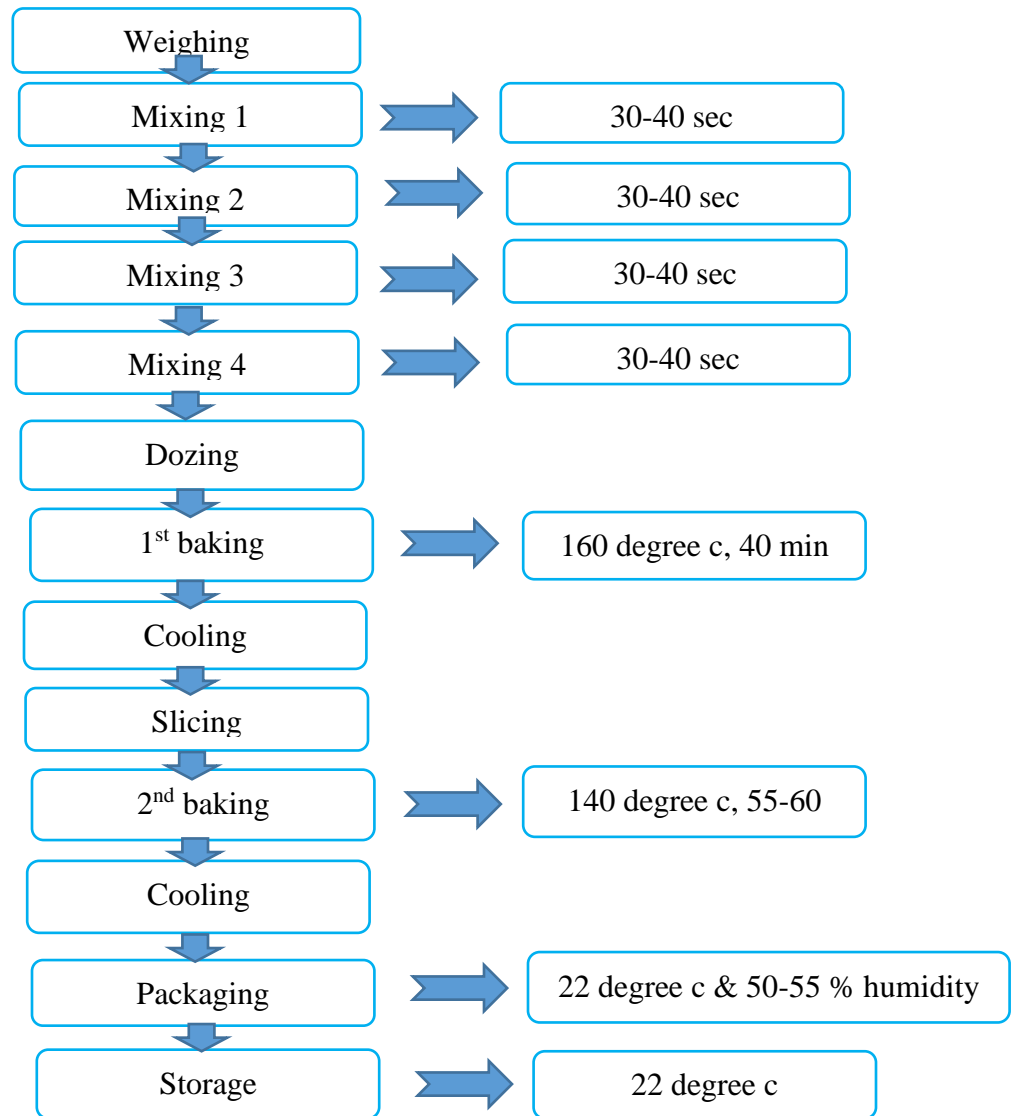 Weighing
Mixing 1
30-40 sec
Mixing 2
30-40 sec
Mixing 3
30-40 sec
Mixing 4
30-40 sec
Dozing
1st baking
160 degree c, 40 min
Cooling
Slicing
2nd baking
140 degree c, 55-60
Cooling
Packaging
22 degree c & 50-55 % humidity
Storage
22 degree c